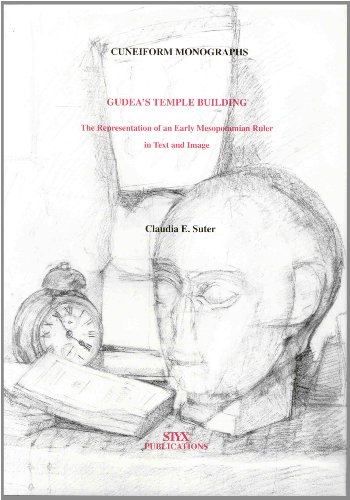 CUNEIFORM MONOGRAPHS
GUDEA'S TEMPLE BUILDING
The Representation of an Early Mesopotamian Ruler
in Text and Image
Claudia E. Suter
STYX
PUBLICATIONS